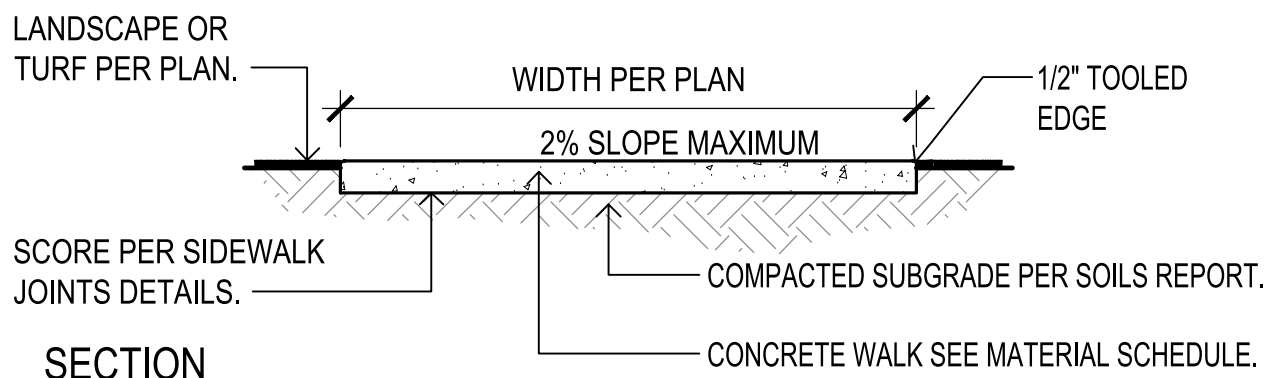 LANDSCAPE OR
TURF PER PLAN.
WIDTH PER PLAN
1/2" TOOLED
EDGE
2% SLOPE MAXIMUM
SCORE PER SIDEWALK
JOINTS DETAILS.
COMPACTED SUBGRADE PER SOILS REPORT.
CONCRETE WALK SEE MATERIAL SCHEDULE.
SECTION